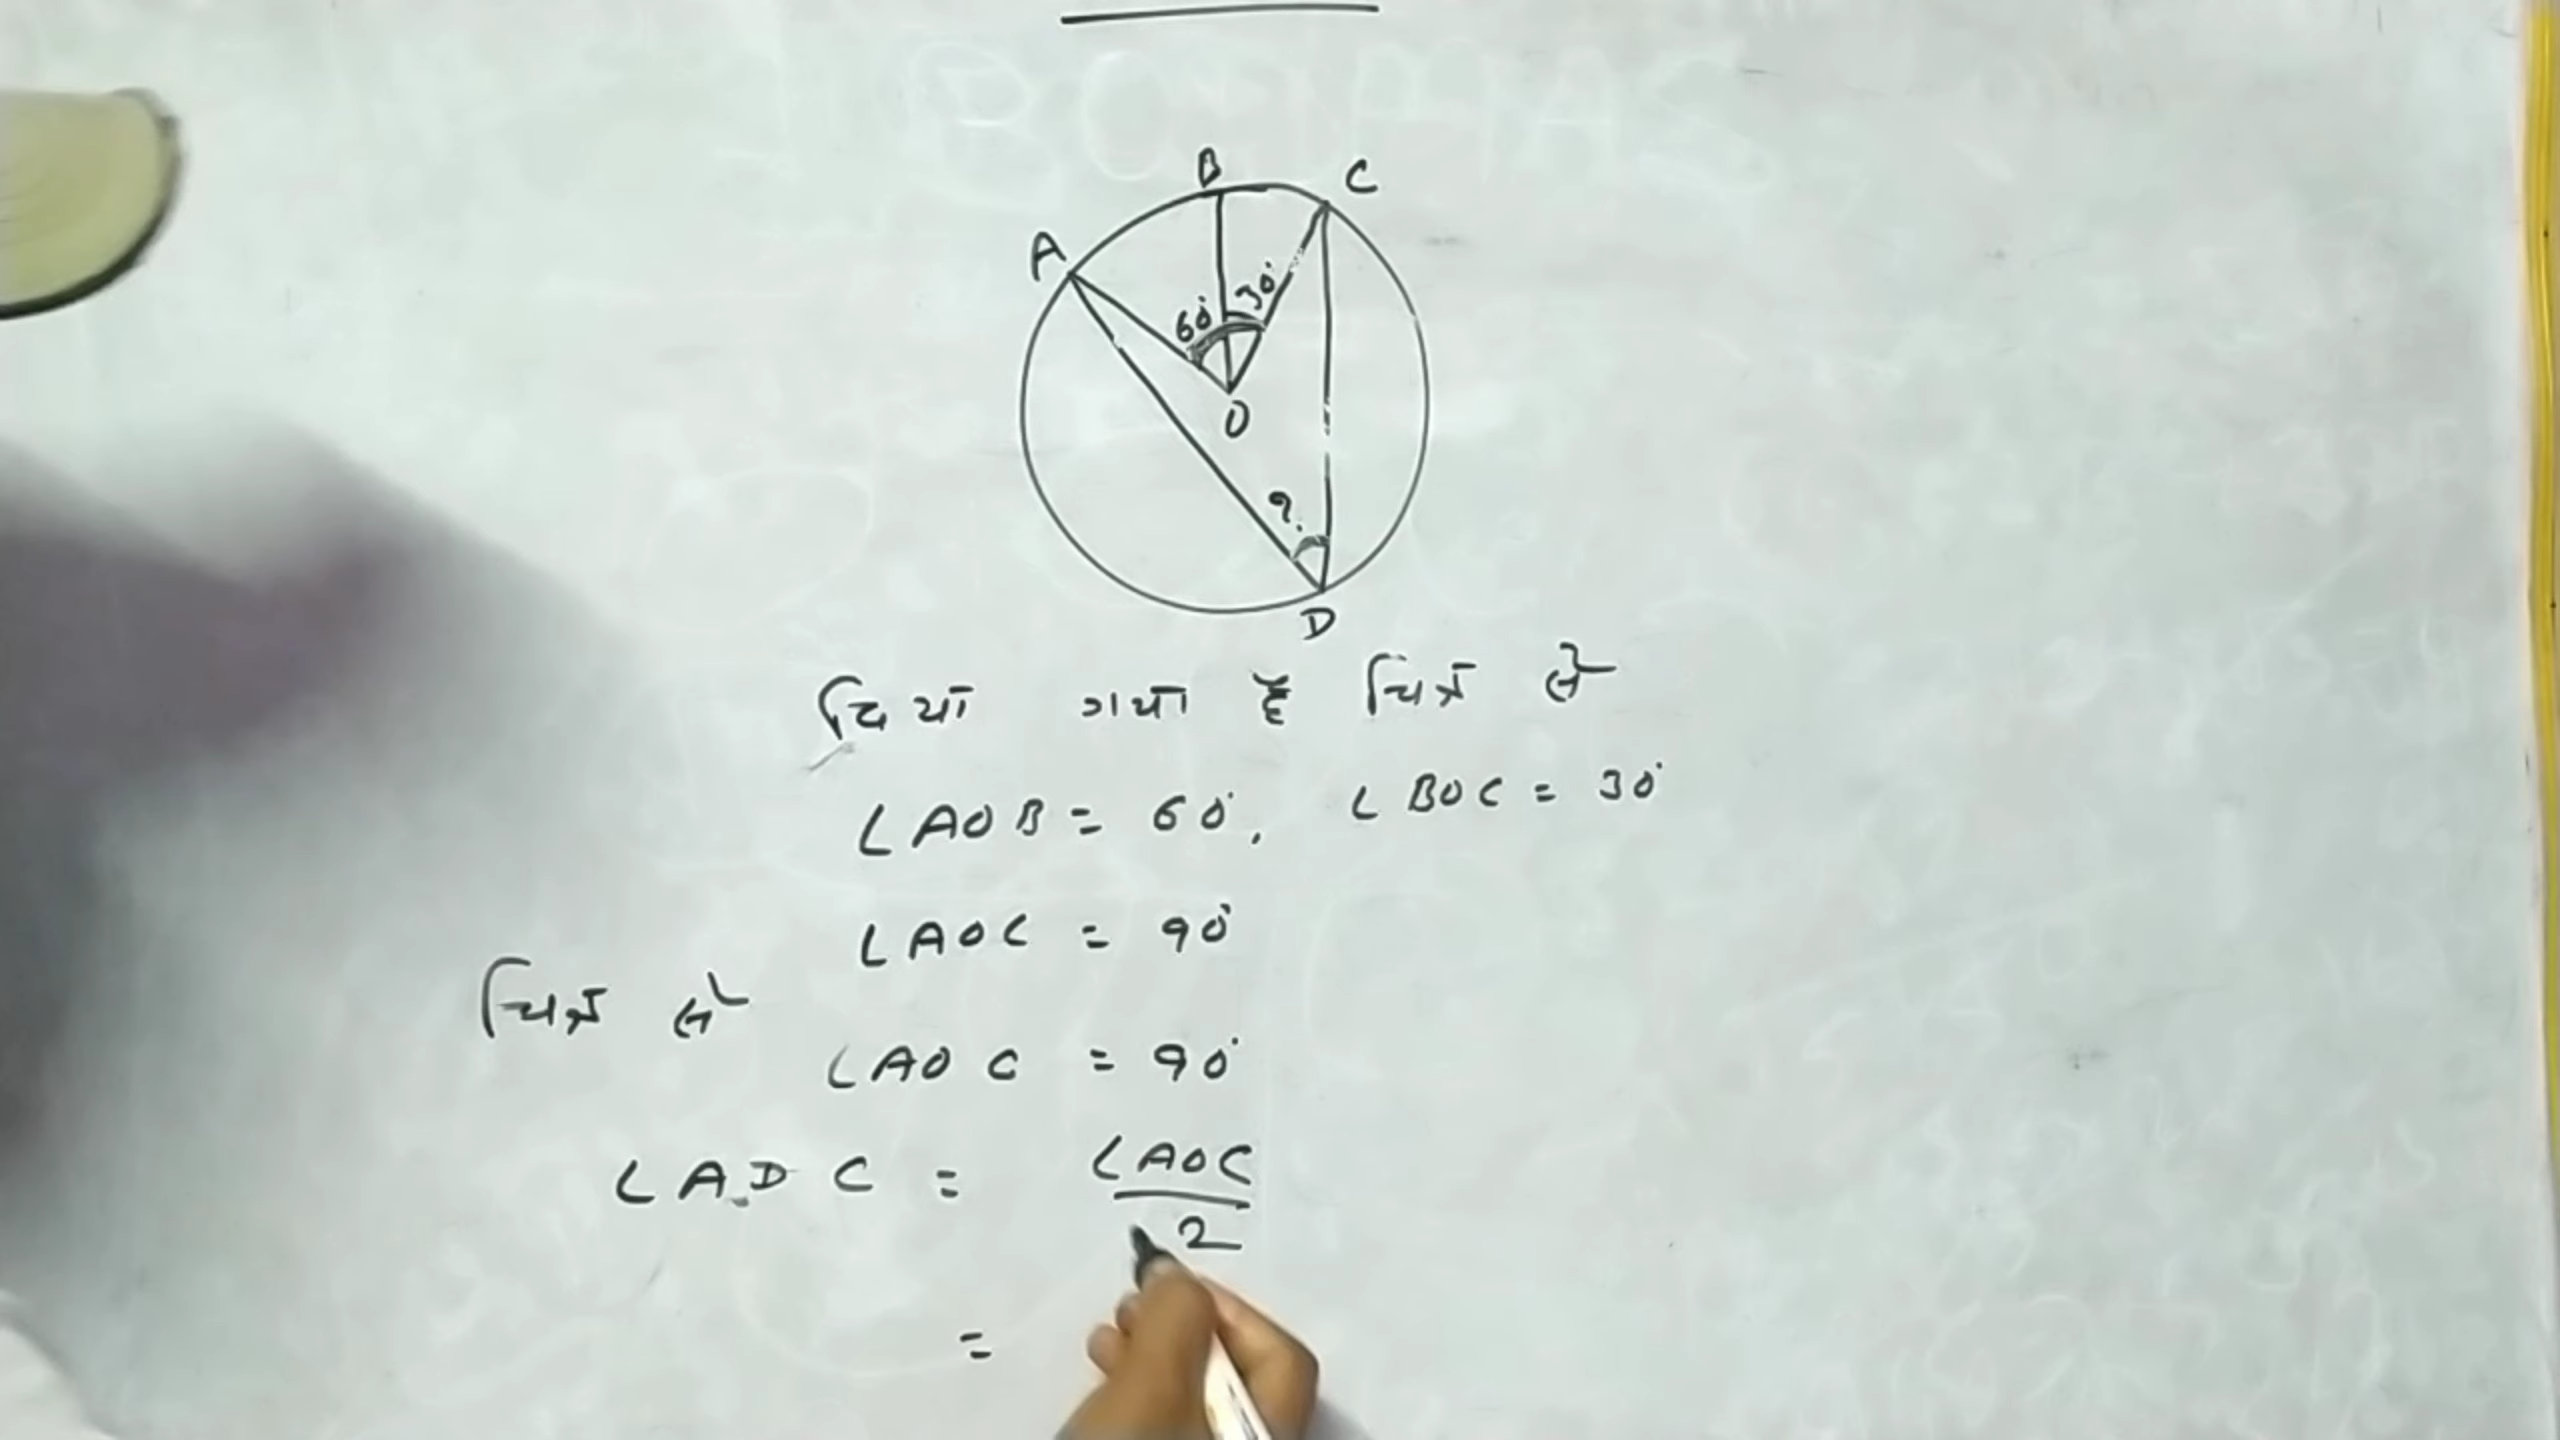 B C
A
60° 30°
O
?
D
दिया गया है चित्र से
∠AOB = 60°, ∠BOC = 30°
∠AOC = 90°
चित्र से
∠AOC = 90°
∠ADC = ∠AOC
2
=